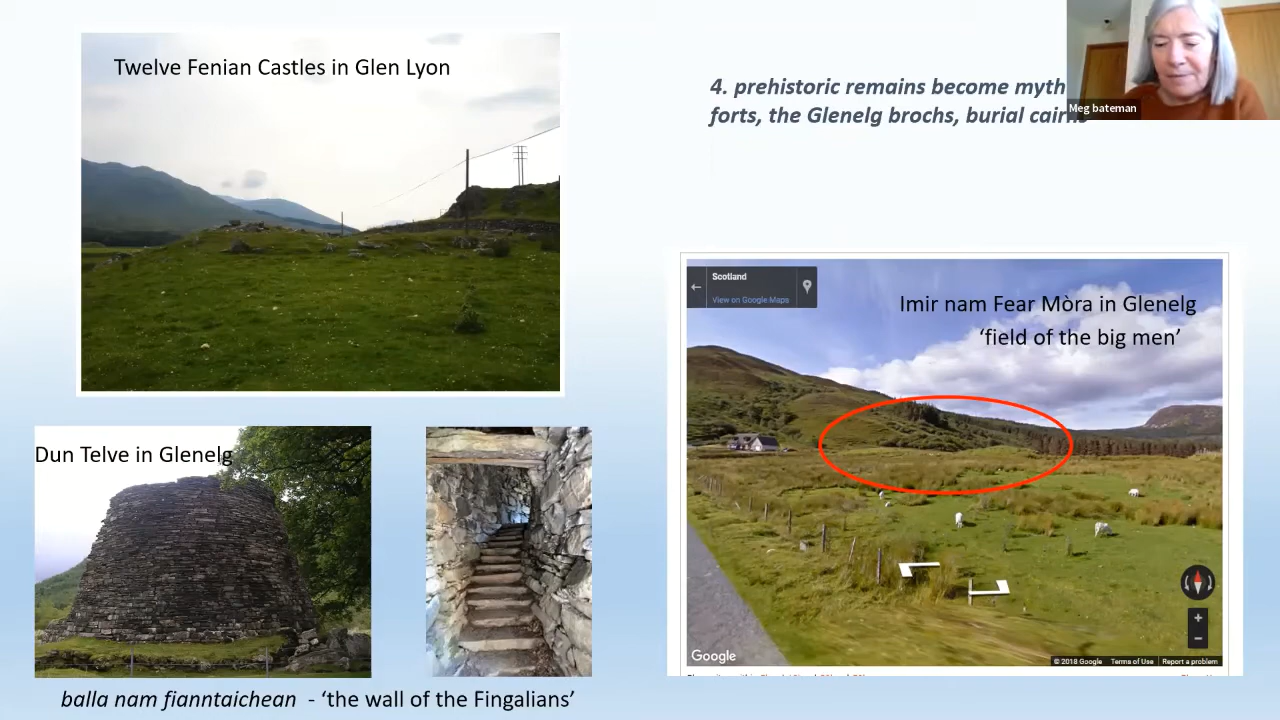 Twelve Fenian Castles in Glen Lyon
4. prehistoric remains become myth
forts, the Glenelg brochs, burial cairns
Meg bateman
Scotland
View on Google Maps
Imir nam Fear Mòra in Glenelg
‘field of the big men’
Google
© 2018 Google Terms of Use Report a problem
Dun Telve in Glenelg
balla nam fianntaichean - ‘the wall of the Fingalians’